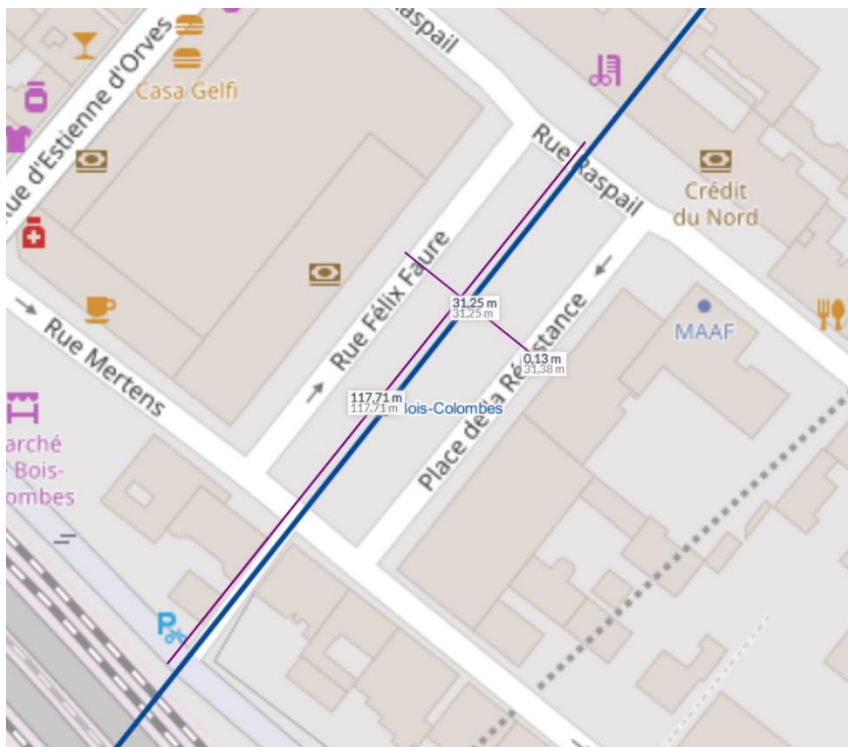 aspail
Rue d'Estienne d'Orves
Casa Gelfi
Rue Raspail
Crédit
du Nord
Rue Félix Faure
31,25 m
31,25 m
MAAF
0,13 m
31,38 m
Rue Mertens
117,71 m
117,71 m
Bois-Colombes
Place de la Résistance
arché
Bois-
ombes
P